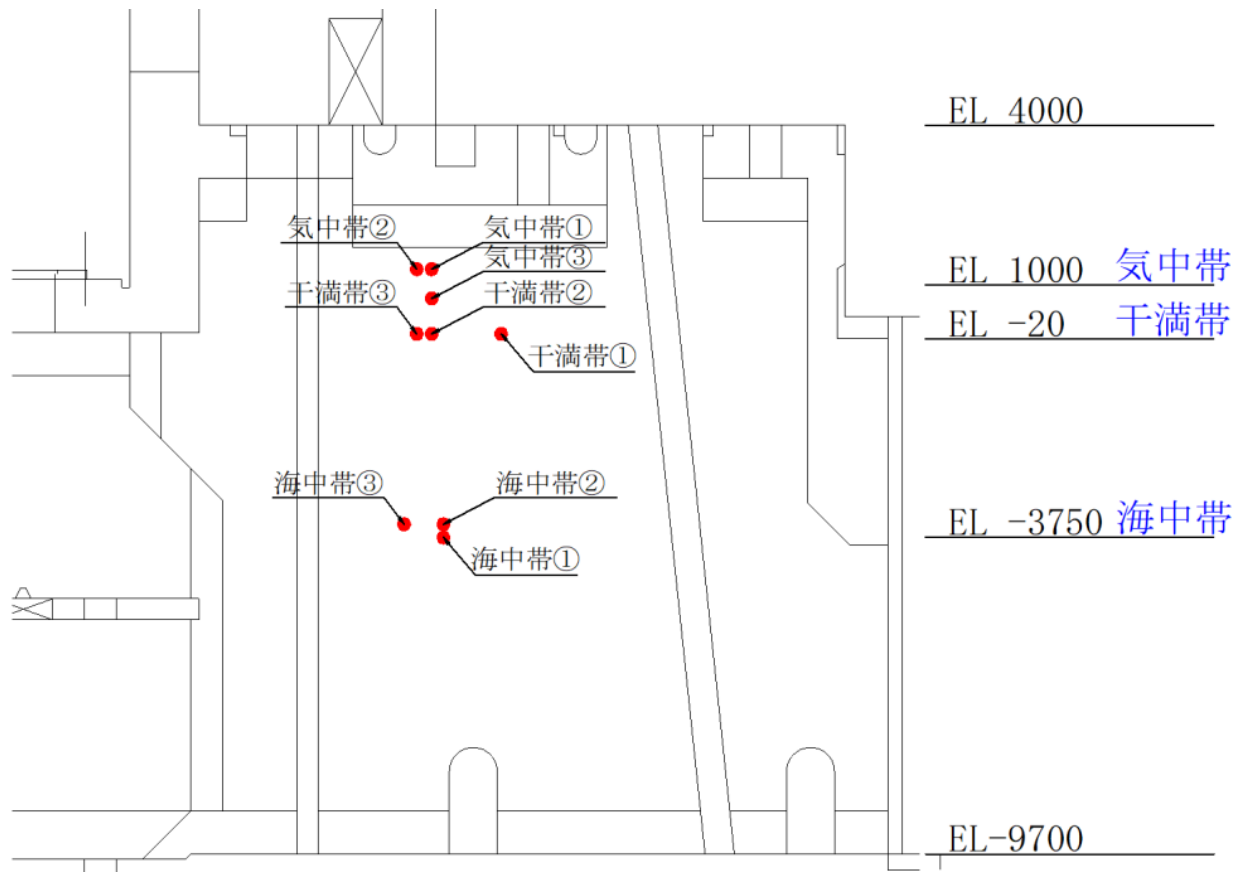 EL 4000
気中帯② 気中帯①
気中帯③
EL 1000 気中帯
干満帯③ 干満帯②
EL -20 干満帯
干満帯①
海中帯③ 海中帯②
EL -3750 海中帯
海中帯①
EL-9700